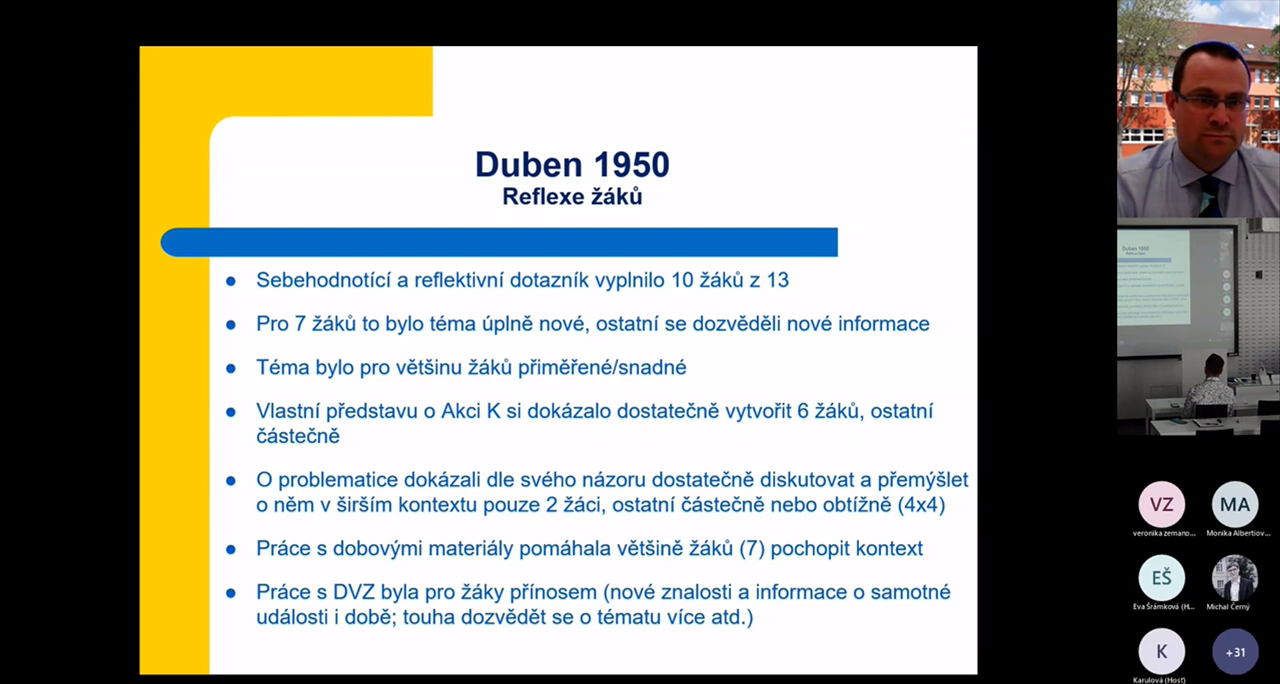 Duben 1950
Reflexe žáků
Sebehodnotící a reflektivní dotazník vyplnilo 10 žáků z 13
Pro 7 žáků to bylo téma úplně nové, ostatní se dozvěděli nové informace
Téma bylo pro většinu žáků přiměřené/snadné
Vlastní představu o Akci K si dokázalo dostatečně vytvořit 6 žáků, ostatní
částečně
O problematice dokázali dle svého názoru dostatečně diskutovat a přemýšlet
o něm v širším kontextu pouze 2 žáci, ostatní částečně nebo obtížně (4x4)
Práce s dobovými materiály pomáhala většině žáků (7) pochopit kontext
Práce s DVZ byla pro žáky přínosem (nové znalosti a informace o samotné
události i době; touha dozvědět se o tématu více atd.)
Duben 1950
VZ
MA
veronika zemano...
Monika Albertiov...
EŠ
Eva Šrámková (H...
Michal Černý
K
+31
Karulová (Host)